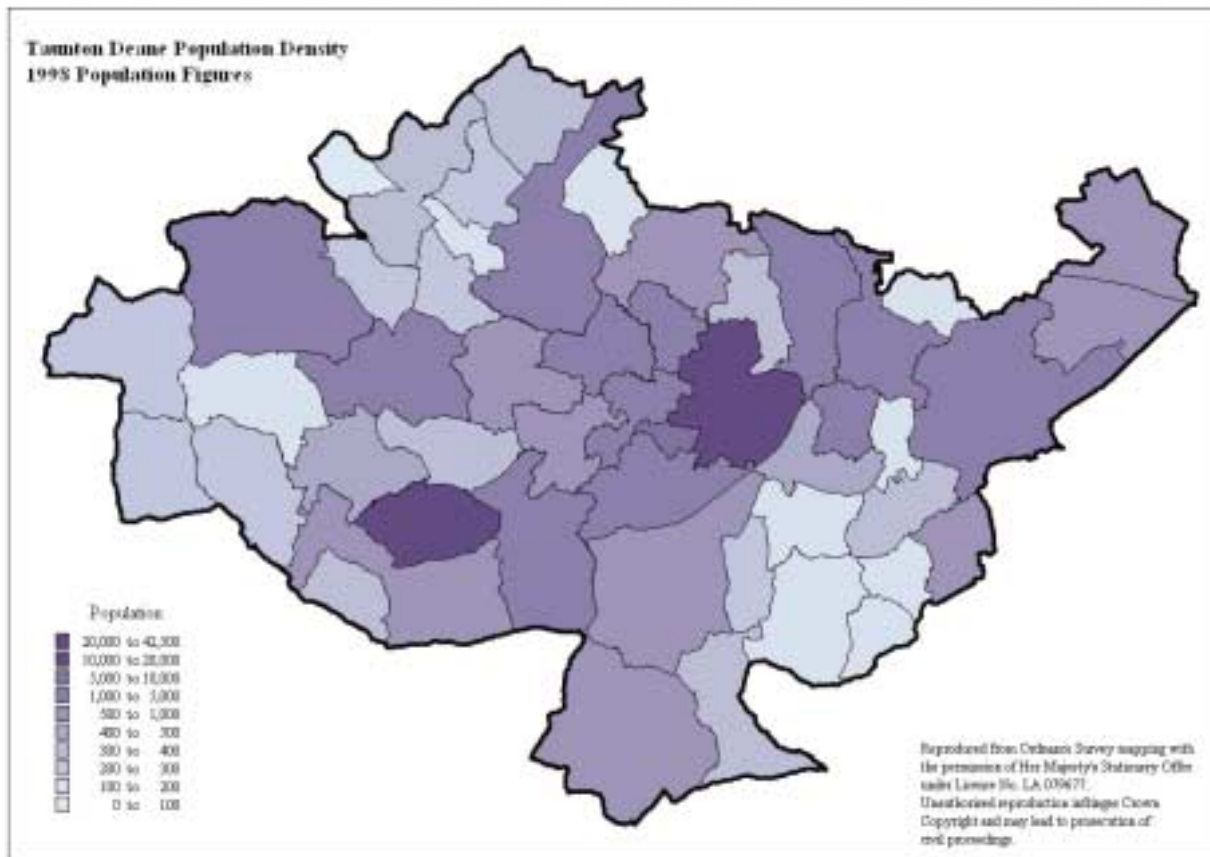 Taunton Deane Population Density
1998 Population Figures
Population
20,000 to 42,500
10,000 to 20,000
5,000 to 10,000
1,000 to 5,000
500 to 1,000
400 to 500
300 to 400
200 to 300
100 to 200
0 to 100
Reproduced from Ordnance Survey mapping with
the permission of Her Majesty's Stationery Office
under Licence No. LA 079677.
Unauthorised reproduction infringes Crown
Copyright and may lead to prosecution of
civil proceedings.